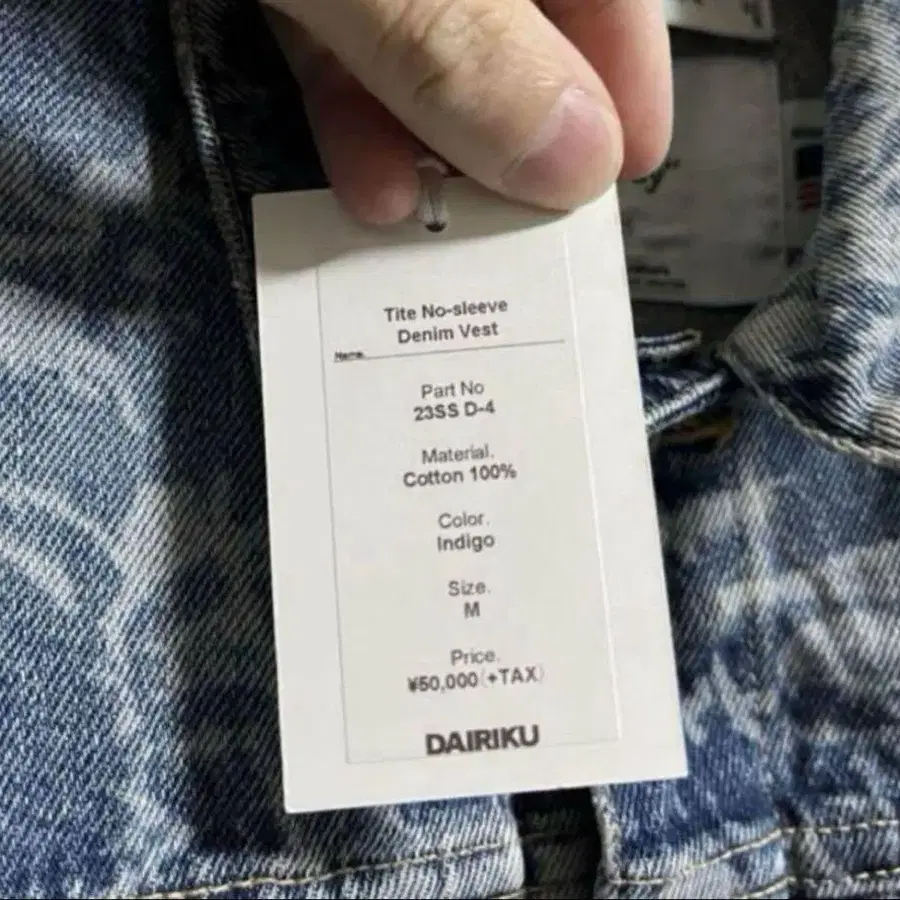 Tite No-sleeve
Denim Vest
Name.
Part No
23SS D-4
Material.
Cotton 100%
Color.
Indigo
Size.
M
Price.
¥50,000(+TAX)
DAIRIKU